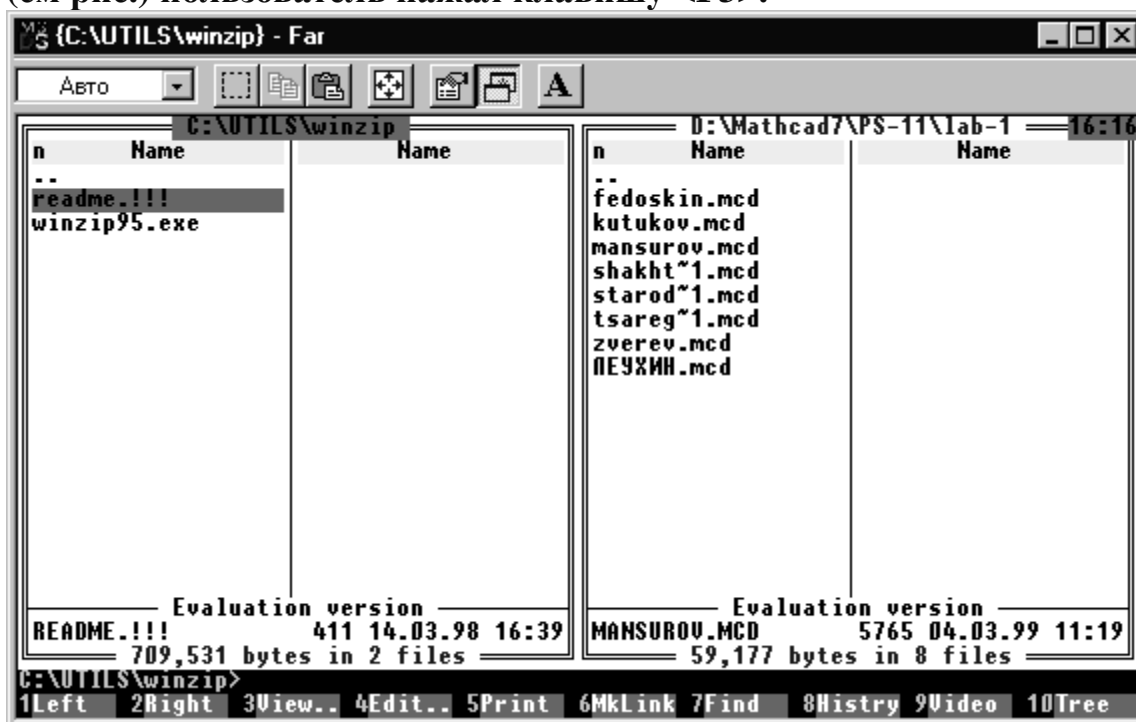 (см рис.) пользователь нажал клавишу <F5>?
{C:\UTILS\winzip} - Far
Авто A
C:\UTILS\winzip D:\Mathcad7\PS-11\lab-1 16:16
n Name Name n Name Name
.. ..
readme.!!! fedoskin.mcd
winzip95.exe kutukov.mcd
mansurov.mcd
shakht~1.mcd
starod~1.mcd
tsareg~1.mcd
zverev.mcd
ПЕУХИН.mcd
Evaluation version Evaluation version
README.!!! 411 14.03.98 16:39 MANSUROV.MCD 5765 04.03.99 11:19
709,531 bytes in 2 files 59,177 bytes in 8 files
C:\UTILS\winzip>
1Left 2Right 3View.. 4Edit.. 5Print 6MkLink 7Find 8Histry 9Video 10Tree